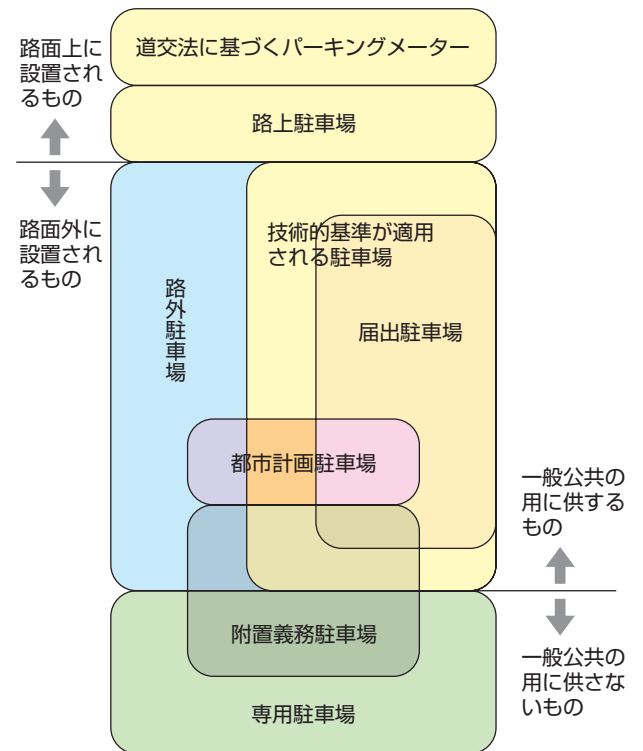 道交法に基づくパーキングメーター
路面上に
設置され
るもの
路上駐車場
路面外に
設置され
るもの
技術的基準が適用
される駐車場
路外駐車場
届出駐車場
都市計画駐車場
一般公共の
用に供する
もの
附置義務駐車場
一般公共の
用に供さな
いもの
専用駐車場